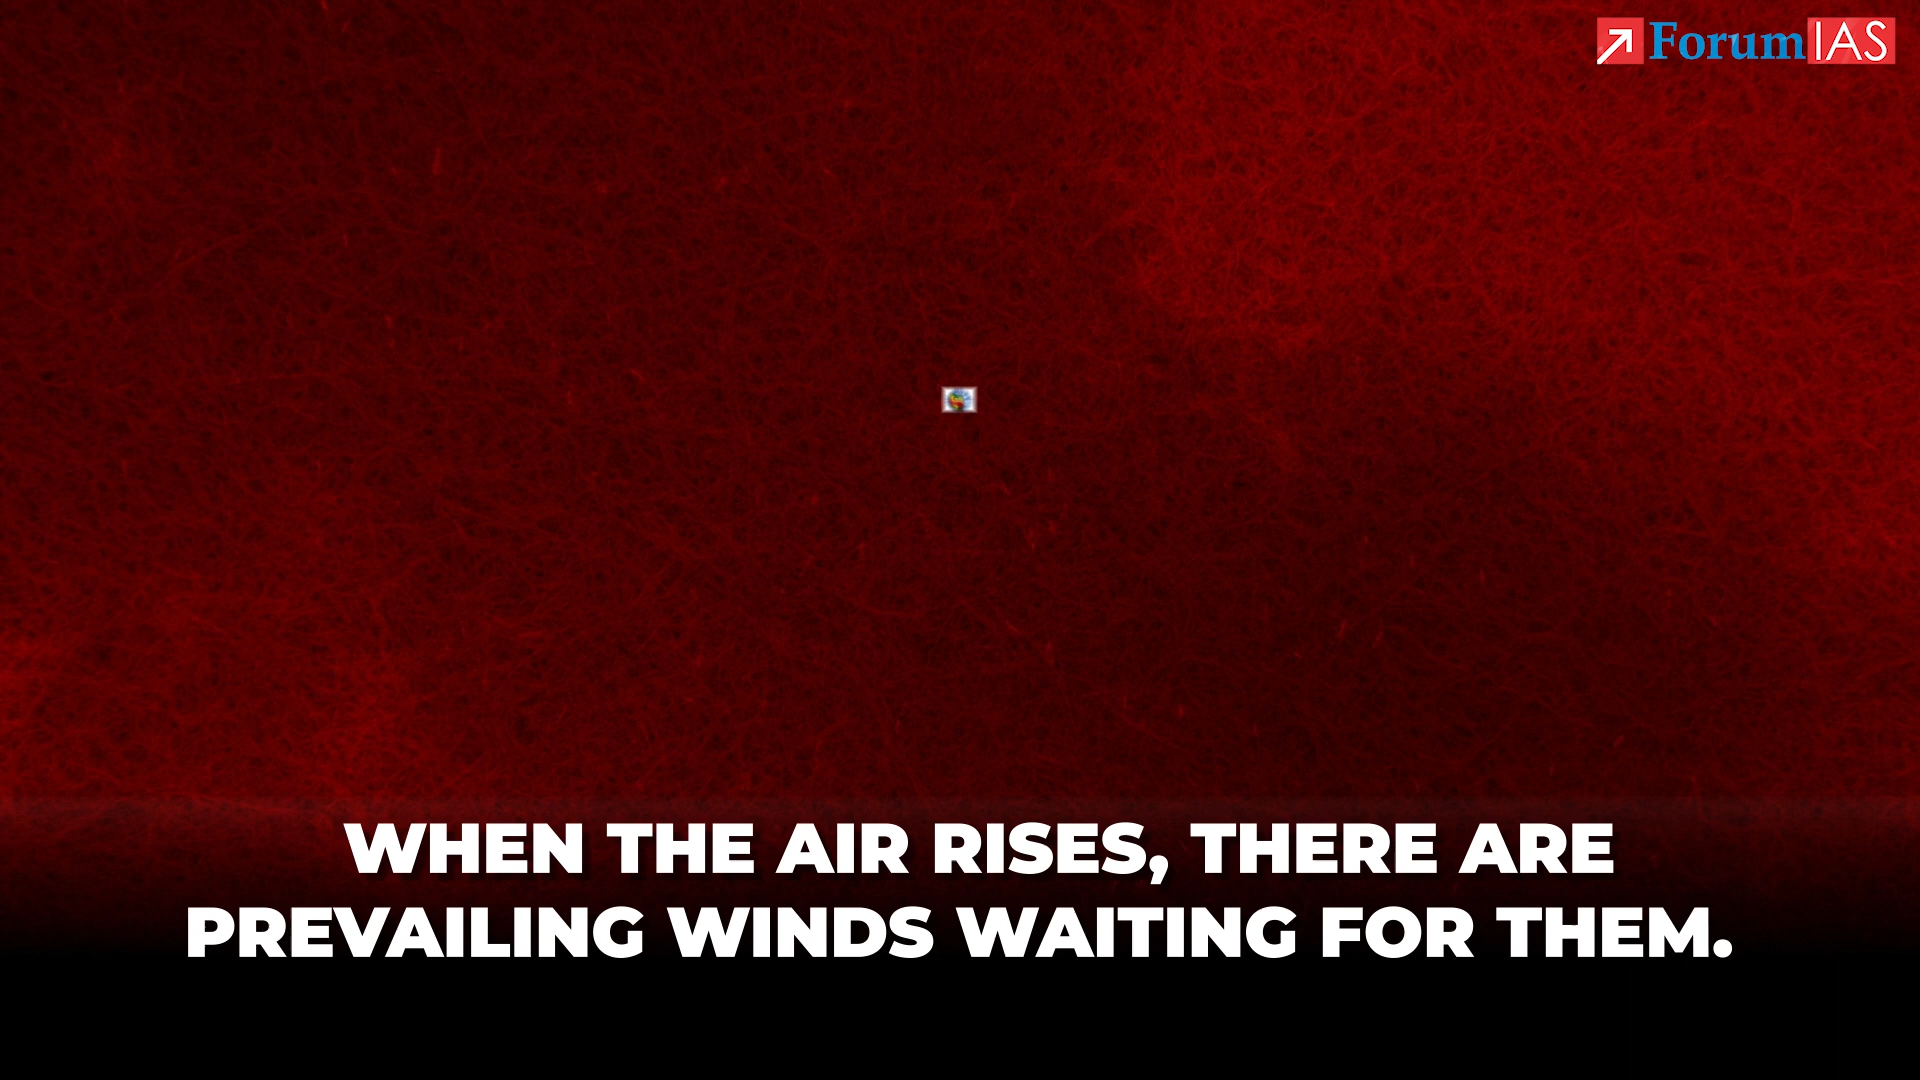 ForumIAS
WHEN THE AIR RISES, THERE ARE
PREVAILING WINDS WAITING FOR THEM.